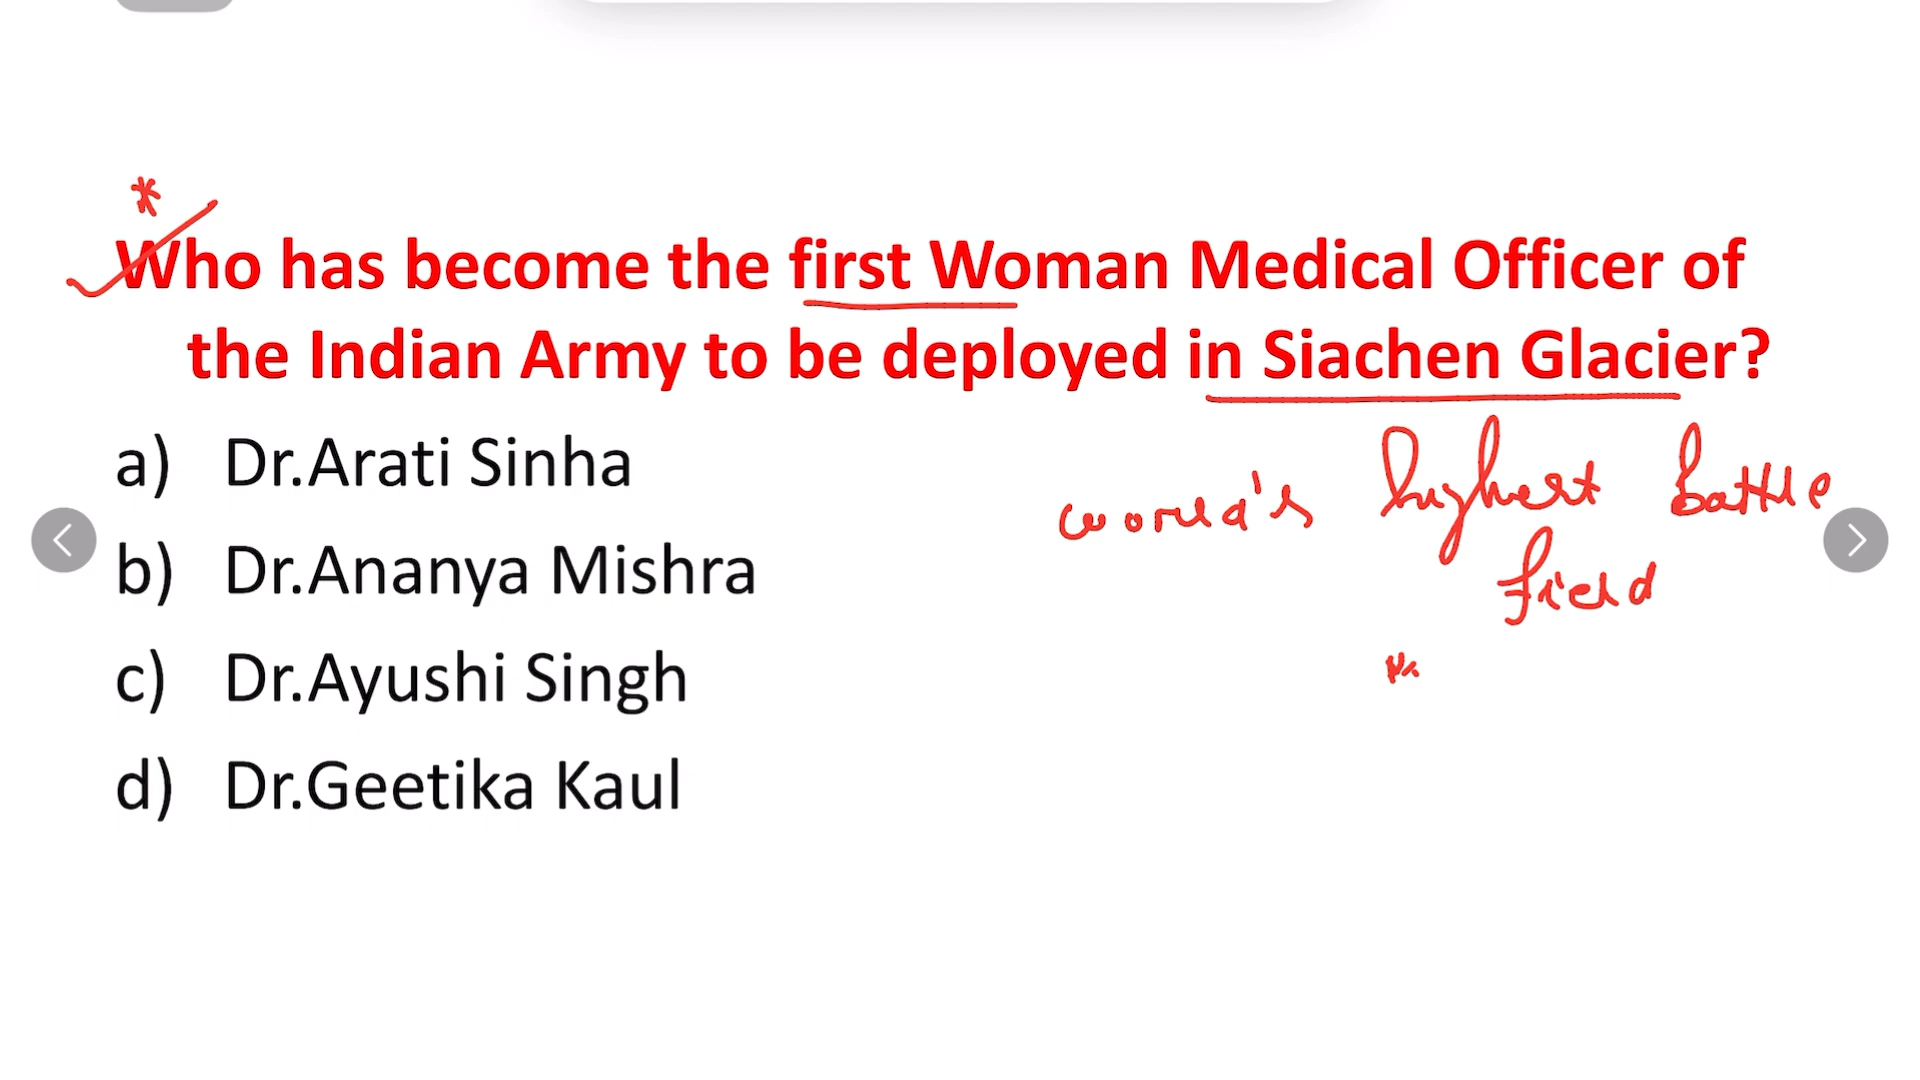 Who has become the first Woman Medical Officer of
the Indian Army to be deployed in Siachen Glacier?
a) Dr.Arati Sinha
b) Dr.Ananya Mishra
c) Dr.Ayushi Singh
d) Dr.Geetika Kaul
world's highest Battle
field